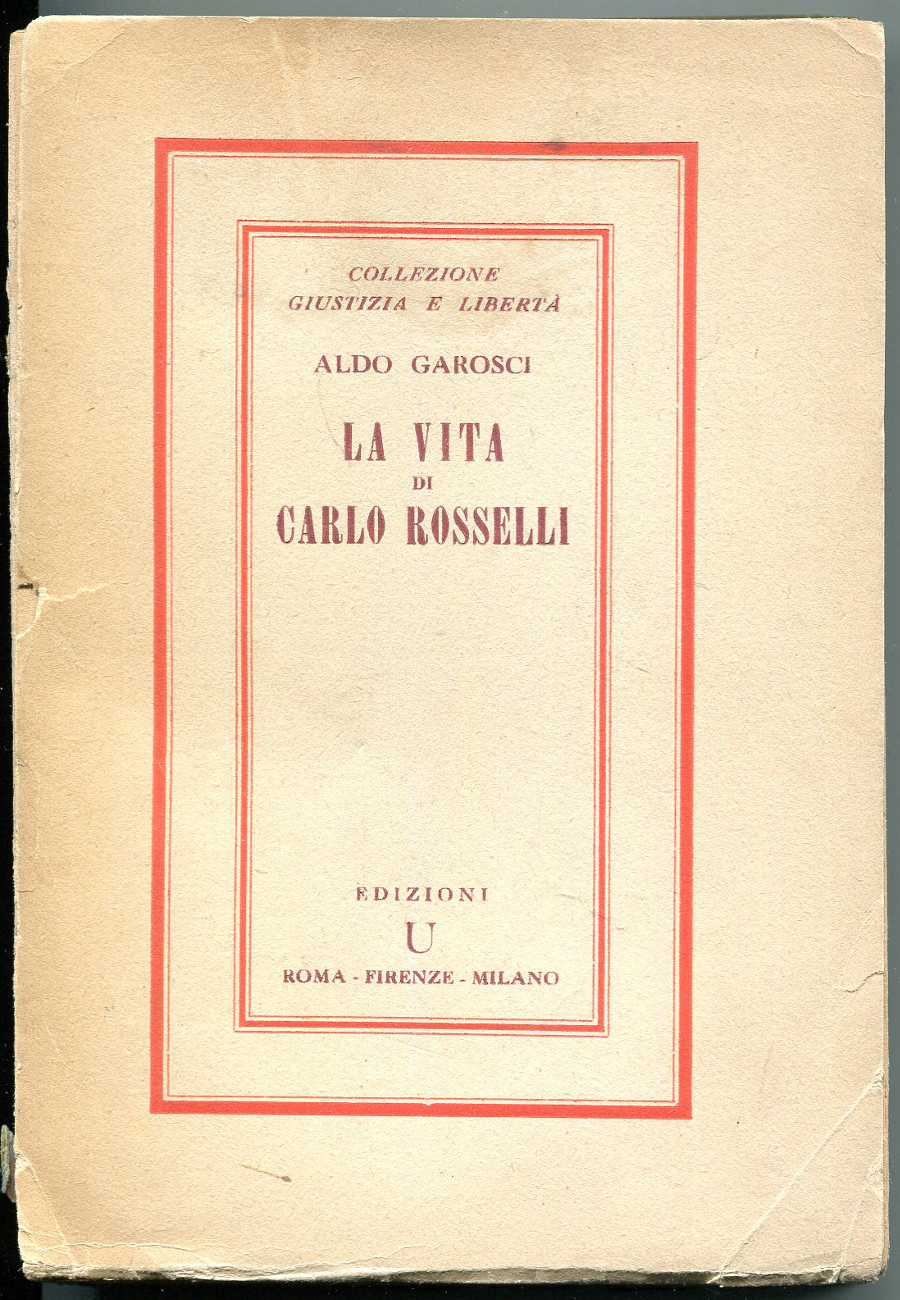 COLLEZIONE
GIUSTIZIA E LIBERTÀ
ALDO GAROSCI
LA VITA
DI
CARLO ROSSELLI
EDIZIONI
U
ROMA - FIRENZE - MILANO